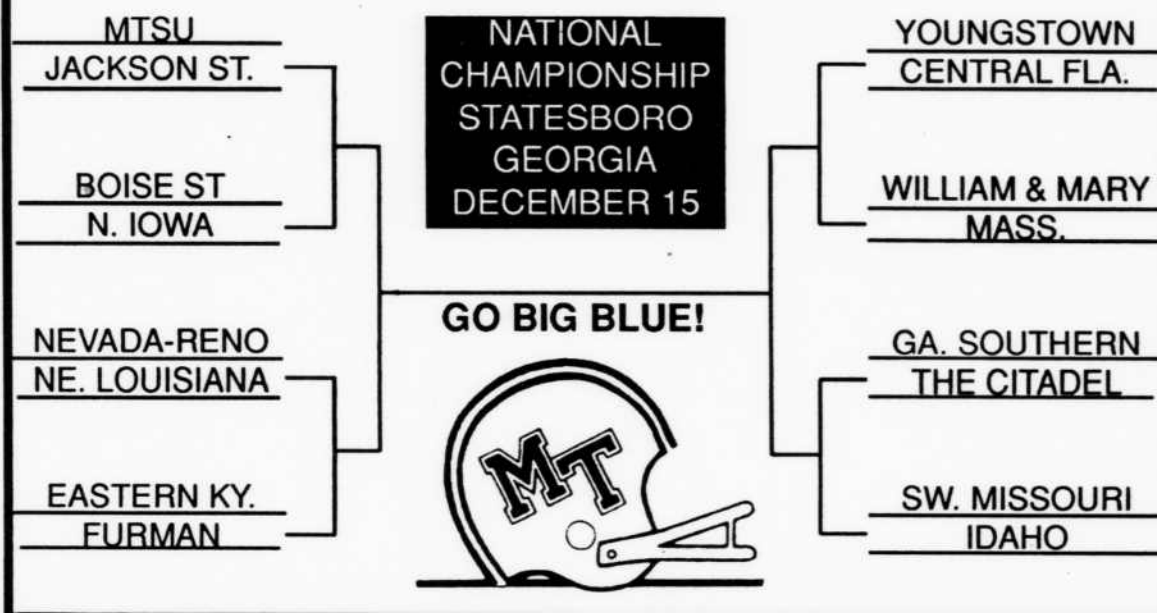 MTSU
JACKSON ST.
BOISE ST
N. IOWA
NEVADA-RENO
NE. LOUISIANA
EASTERN KY.
FURMAN
NATIONAL
CHAMPIONSHIP
STATESBORO
GEORGIA
DECEMBER 15
GO BIG BLUE!
MT
YOUNGSTOWN
CENTRAL FLA.
WILLIAM & MARY
MASS.
GA. SOUTHERN
THE CITADEL
SW. MISSOURI
IDAHO